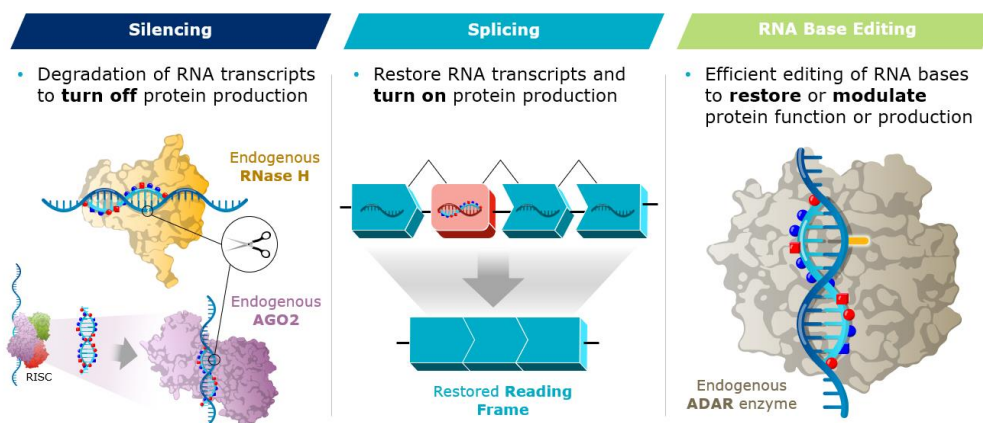 Silencing
• Degradation of RNA transcripts
to turn off protein production
Endogenous
RNase H
Endogenous
AGO2
RISC
Splicing
• Restore RNA transcripts and
turn on protein production
Restored Reading
Frame
RNA Base Editing
• Efficient editing of RNA bases
to restore or modulate
protein function or production
Endogenous
ADAR enzyme